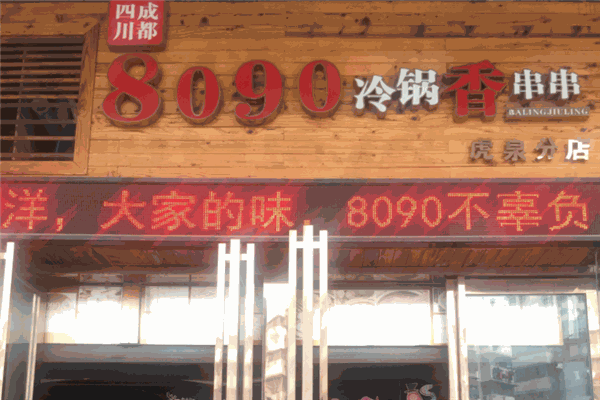 四川成都
8090冷锅香串串
BALINGJIULING
虎泉分店
洋，大家的味，8090不辜负